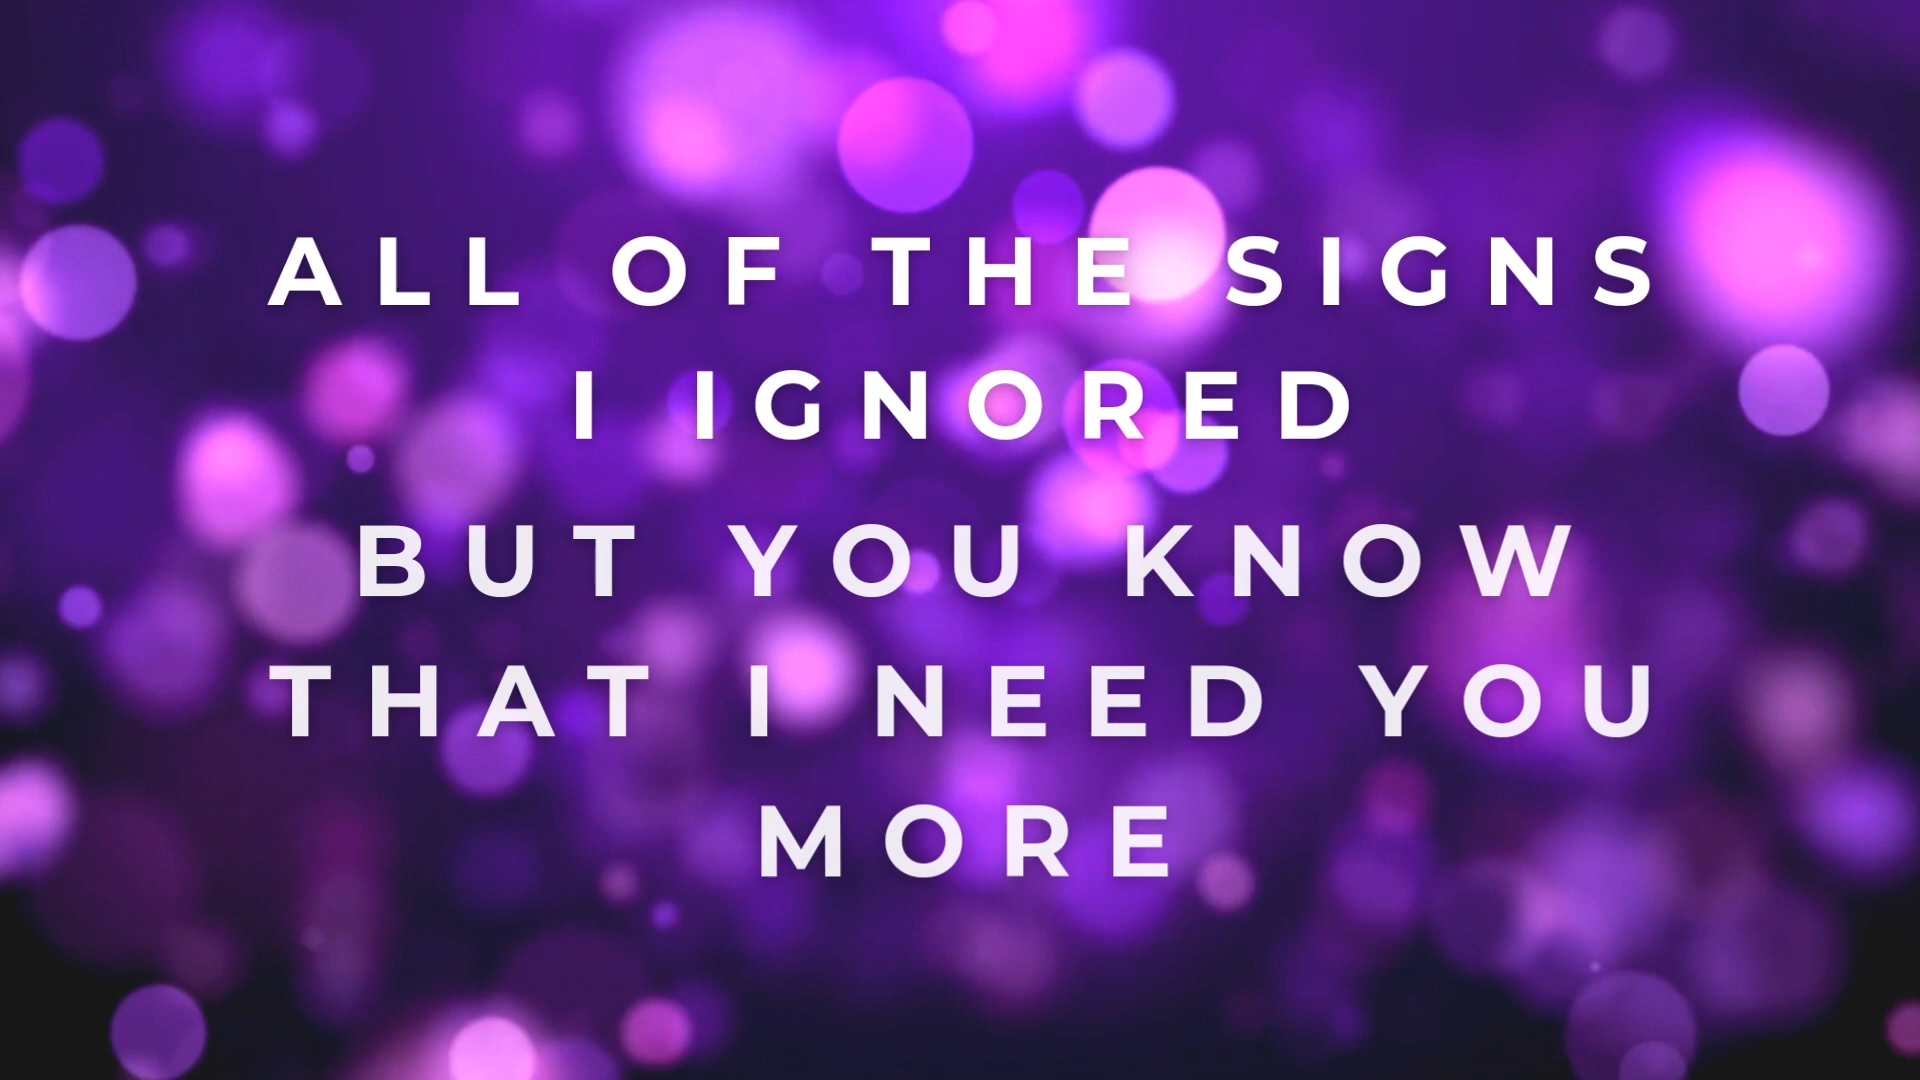 ALL OF THE SIGNS
I IGNORED
BUT YOU KNOW
THAT I NEED YOU
MORE